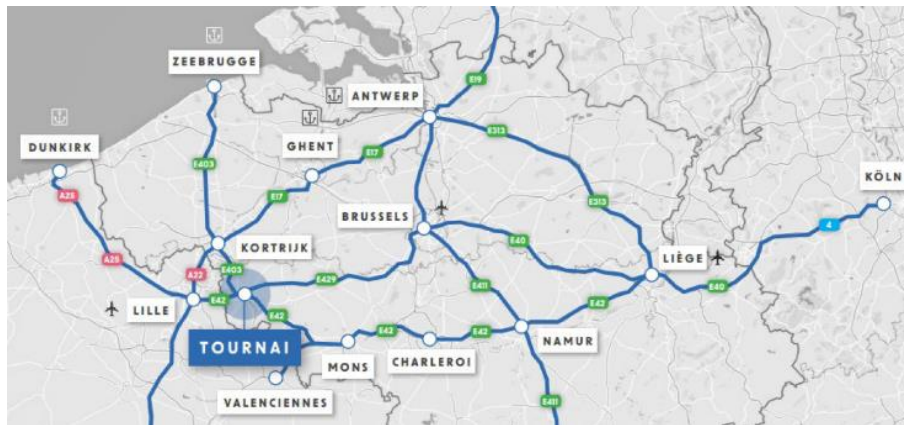 ZEEBRUGGE
E19
ANTWERP
E313
DUNKIRK
GHENT
E17
E403
A25
E17
KÖLN
E313
BRUSSELS
4
KORTRIJK
E40
A25
A22
E403
E429
LIÈGE
E411
E40
LILLE
E42
E42
E42
TOURNAI
E42
E42
NAMUR
MONS
CHARLEROI
VALENCIENNES
E411